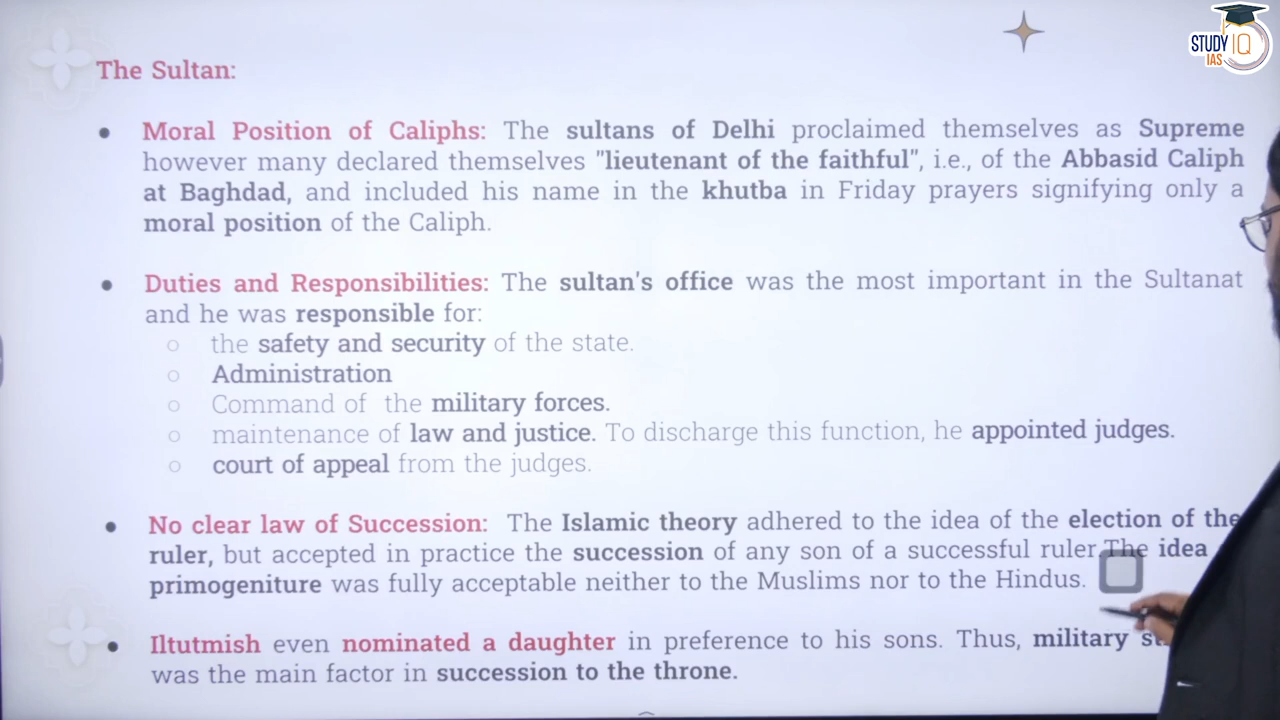 STUDY IQ
IAS
The Sultan:
● Moral Position of Caliphs: The sultans of Delhi proclaimed themselves as Supreme
however many declared themselves "lieutenant of the faithful", i.e., of the Abbasid Caliph
at Baghdad, and included his name in the khutba in Friday prayers signifying only a
moral position of the Caliph.
● Duties and Responsibilities: The sultan's office was the most important in the Sultanat
and he was responsible for:
○ the safety and security of the state.
○ Administration
○ Command of the military forces.
○ maintenance of law and justice. To discharge this function, he appointed judges.
○ court of appeal from the judges.
● No clear law of Succession: The Islamic theory adhered to the idea of the election of the
ruler, but accepted in practice the succession of any son of a successful ruler The idea
primogeniture was fully acceptable neither to the Muslims nor to the Hindus.
● Iltutmish even nominated a daughter in preference to his sons. Thus, military
was the main factor in succession to the throne.